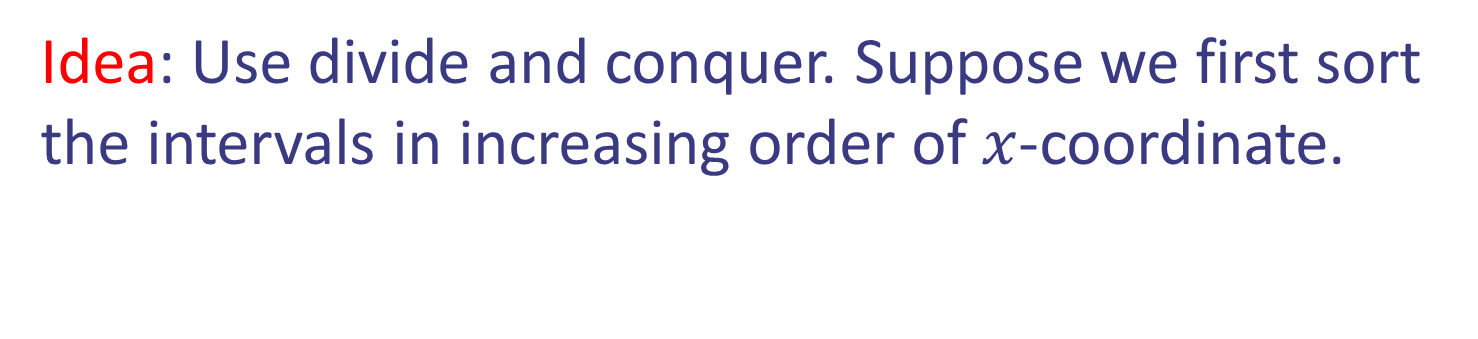 Idea: Use divide and conquer. Suppose we first sort
the intervals in increasing order of x-coordinate.